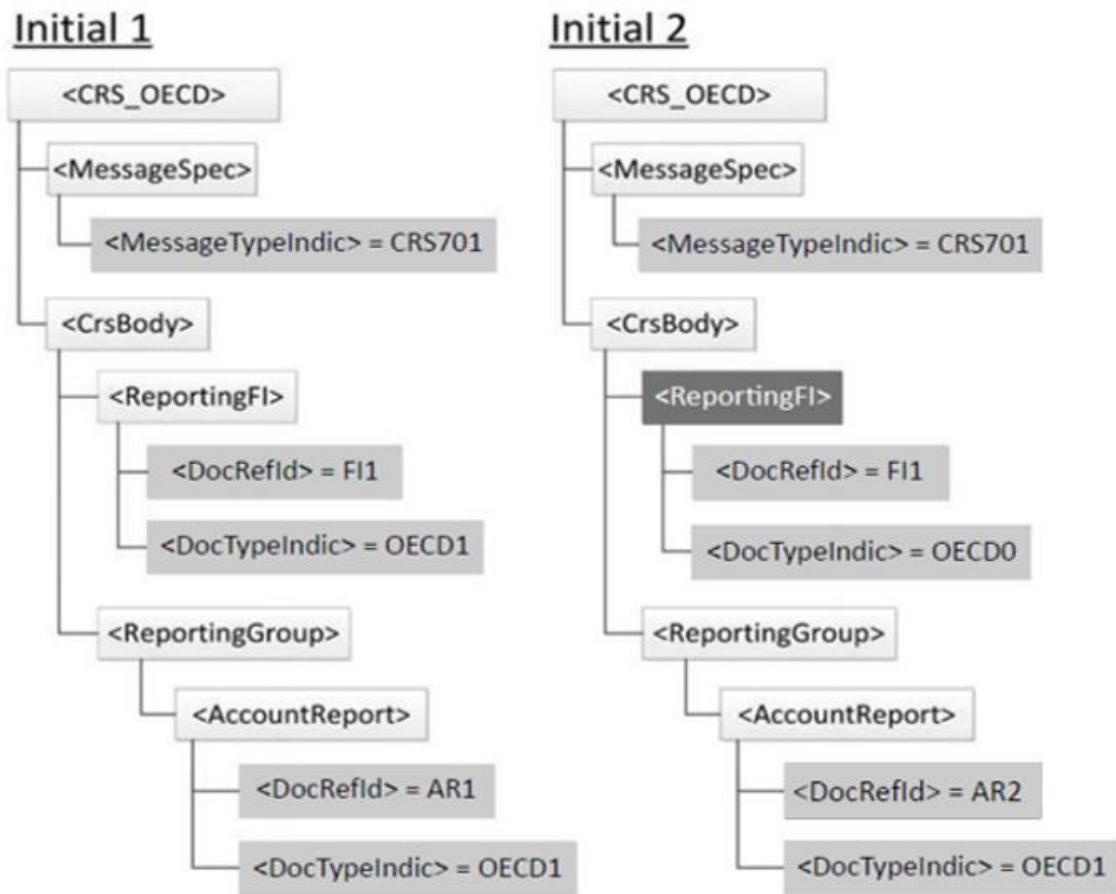 Initial 1
<CRS_OECD>
<MessageSpec>
<MessageTypeIndic> = CRS701
<CrsBody>
<ReportingFI>
<DocRefId> = FI1
<DocTypeIndic> = OECD1
<ReportingGroup>
<AccountReport>
<DocRefId> = AR1
<DocTypeIndic> = OECD1
Initial 2
<CRS_OECD>
<MessageSpec>
<MessageTypeIndic> = CRS701
<CrsBody>
<ReportingFI>
<DocRefId> = FI1
<DocTypeIndic> = OECD0
<ReportingGroup>
<AccountReport>
<DocRefId> = AR2
<DocTypeIndic> = OECD1